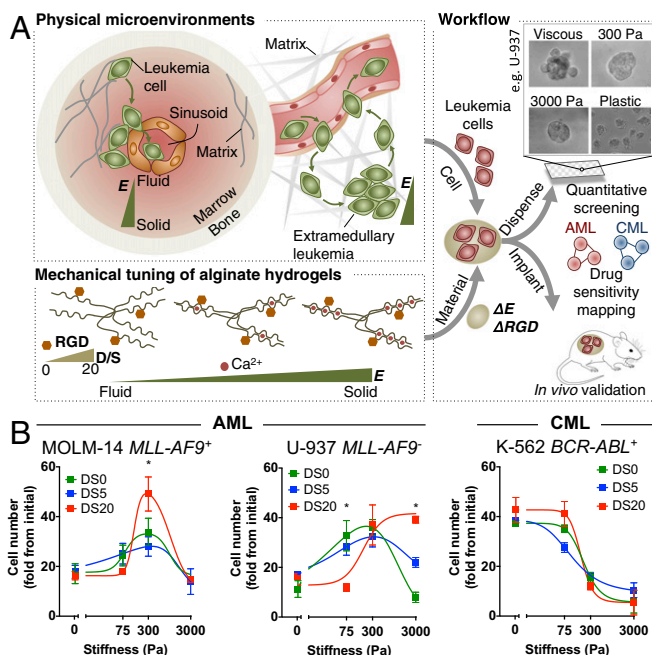 A
Physical microenvironments
Leukemia
cell
Sinusoid
Matrix
E
Fluid
Solid
Marrow
Bone
Matrix
E
Extramedullary
leukemia
Mechanical tuning of alginate hydrogels
RGD
D/S
0 20
Ca²⁺
E
Fluid Solid
Workflow
e.g. U-937
Viscous 300 Pa
3000 Pa Plastic
Leukemia
cells
Cell
Material
Dispense
Implant
ΔE
ΔRGD
Quantitative
screening
AML CML
Drug
sensitivity
mapping
In vivo validation
B
AML
CML
MOLM-14 MLL-AF9⁺
Cell number
(fold from initial)
60
40
20
0
DS0
DS5
DS20
*
0 75 300 3000
Stiffness (Pa)
U-937 MLL-AF9⁻
Cell number
(fold from initial)
60
40
20
0
DS0
DS5
DS20
* *
0 75 300 3000
Stiffness (Pa)
K-562 BCR-ABL⁺
Cell number
(fold from initial)
60
40
20
0
DS0
DS5
DS20
0 75 300 3000
Stiffness (Pa)